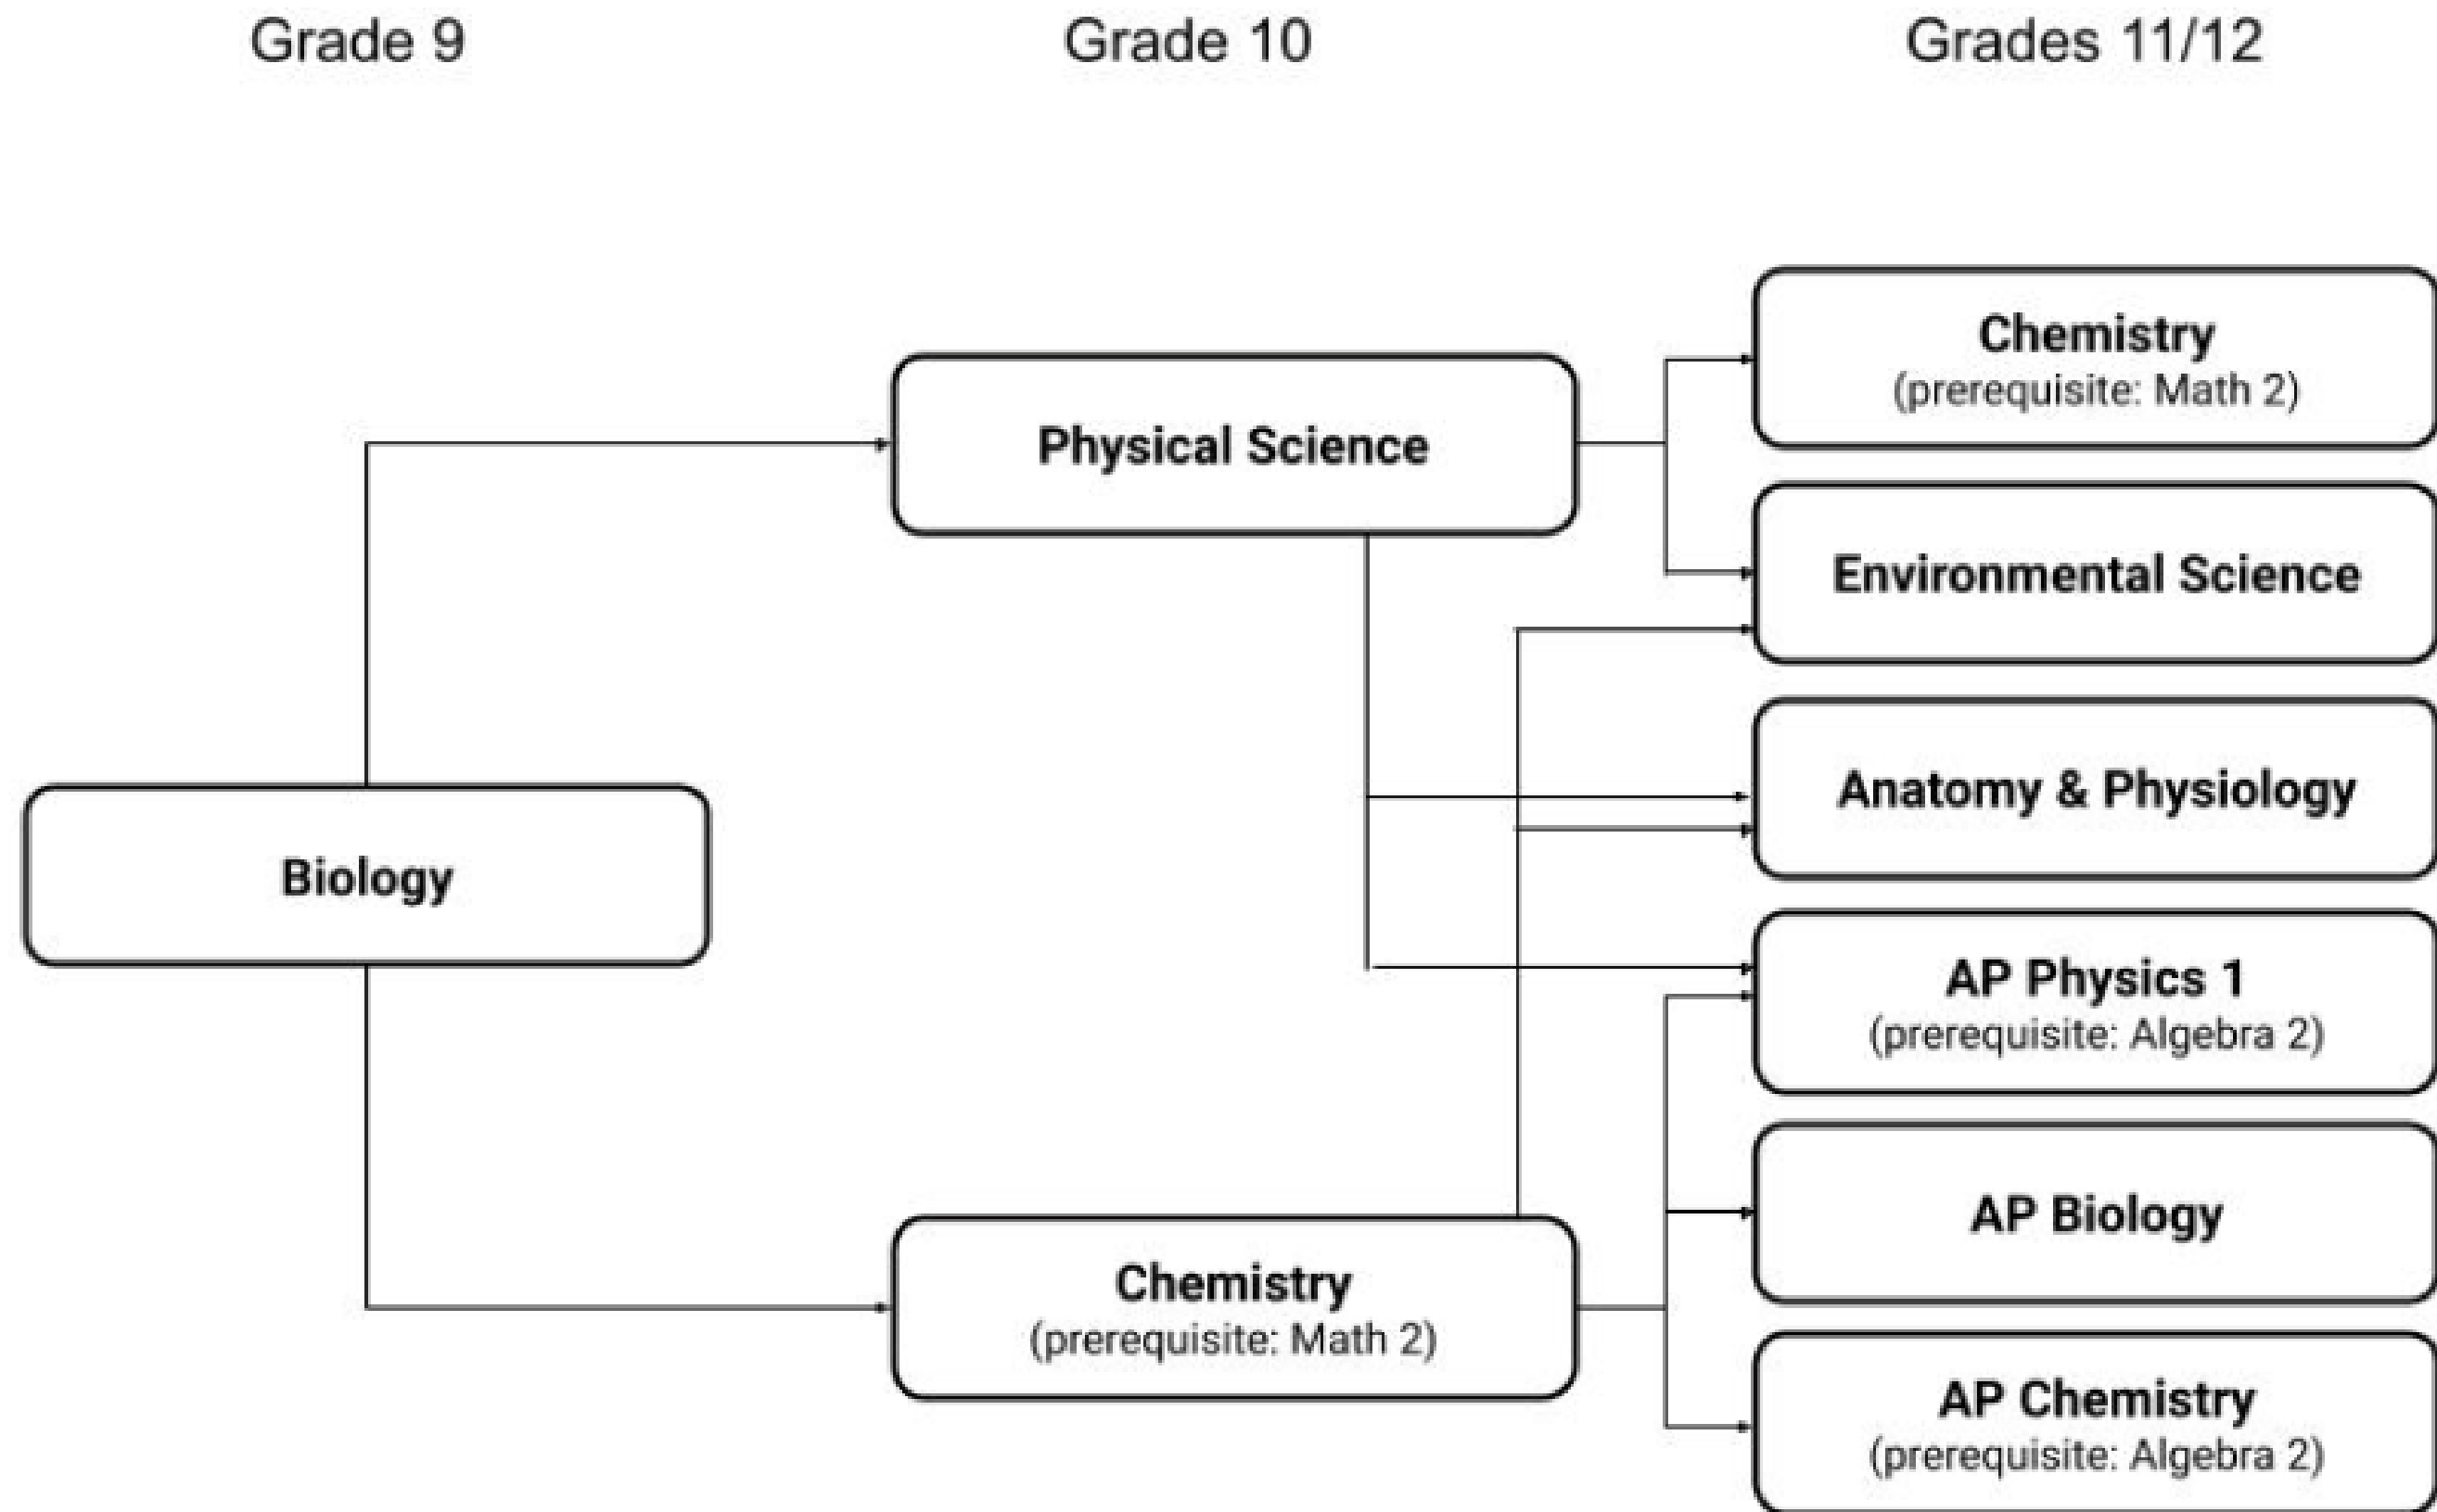 Grade 9
Grade 10
Grades 11/12
Chemistry
(prerequisite: Math 2)
Physical Science
Environmental Science
Anatomy & Physiology
Biology
AP Physics 1
(prerequisite: Algebra 2)
AP Biology
Chemistry
(prerequisite: Math 2)
AP Chemistry
(prerequisite: Algebra 2)